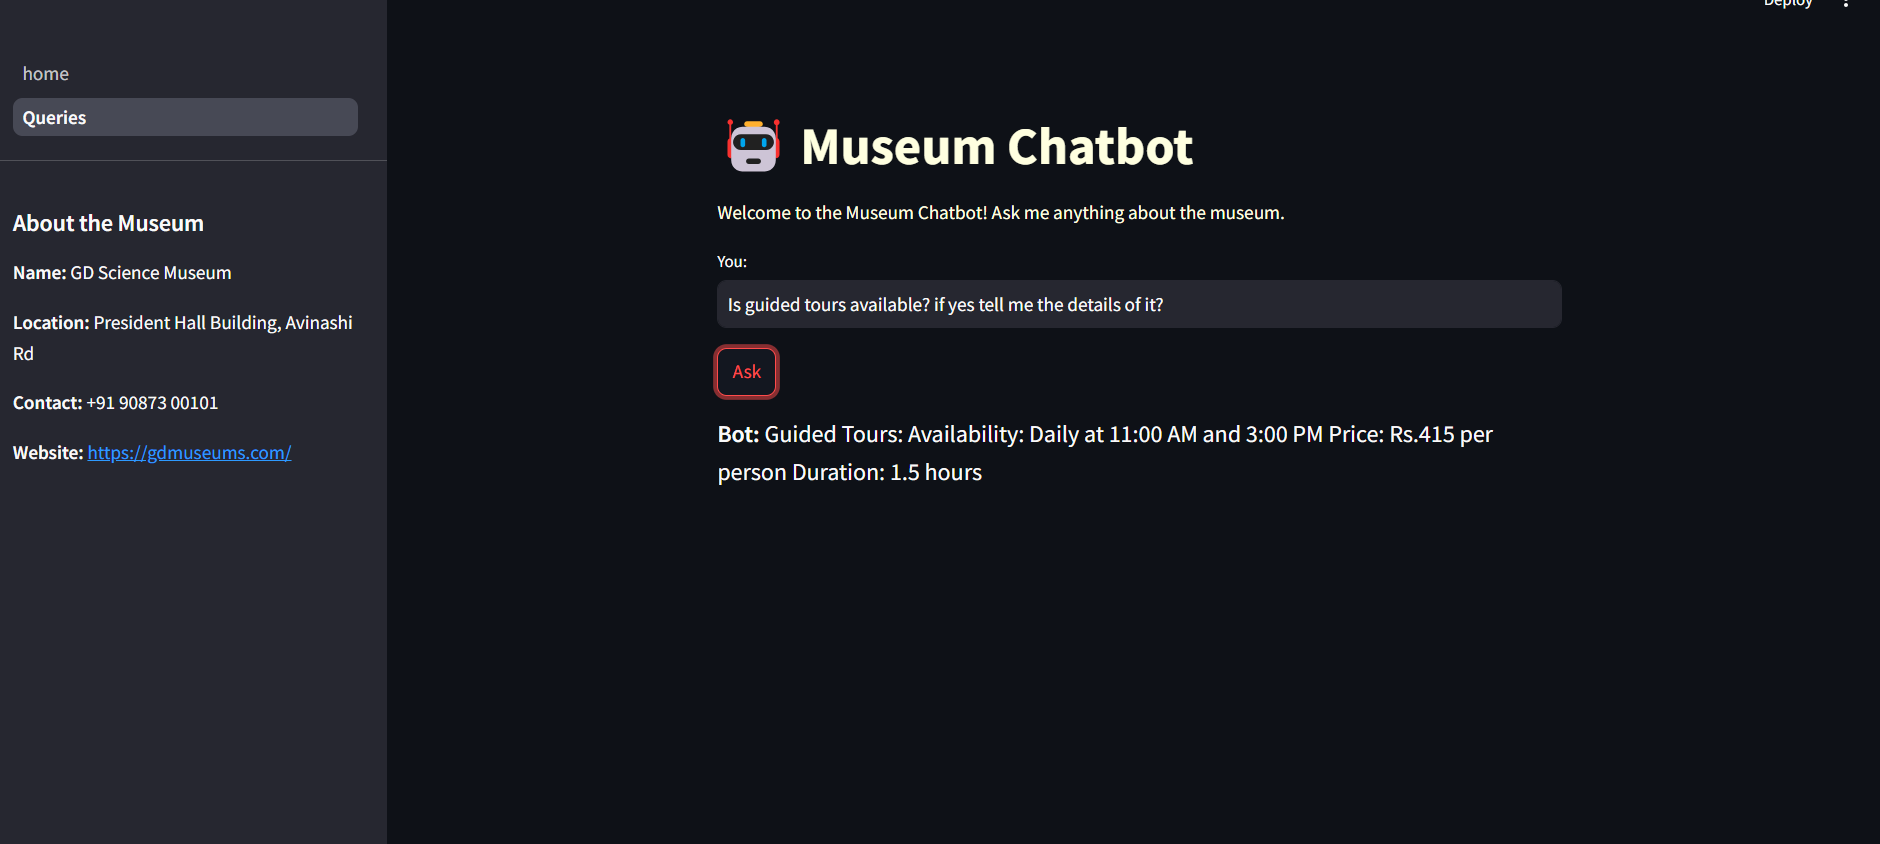 Deploy
home
Queries
About the Museum
Name: GD Science Museum
Location: President Hall Building, Avinashi
Rd
Contact: +91 90873 00101
Website: https://gdmuseums.com/
Museum Chatbot
Welcome to the Museum Chatbot! Ask me anything about the museum.
You:
Is guided tours available? if yes tell me the details of it?
Ask
Bot: Guided Tours: Availability: Daily at 11:00 AM and 3:00 PM Price: Rs.415 per
person Duration: 1.5 hours